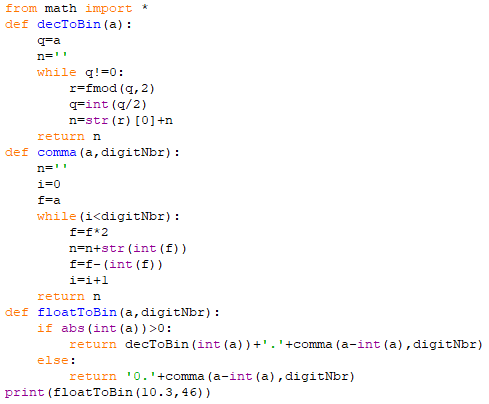 from math import *
def decToBin(a):
    q=a
    n=''
    while q!=0:
        r=fmod(q,2)
        q=int(q/2)
        n=str(r)[0]+n
    return n
def comma(a,digitNbr):
    n=''
    i=0
    f=a
    while(i<digitNbr):
        f=f*2
        n=n+str(int(f))
        f=f-(int(f))
        i=i+1
    return n
def floatToBin(a,digitNbr):
    if abs(int(a))>0:
        return decToBin(int(a))+'.'+comma(a-int(a),digitNbr)
    else:
        return '0.'+comma(a-int(a),digitNbr)
print(floatToBin(10.3,46))